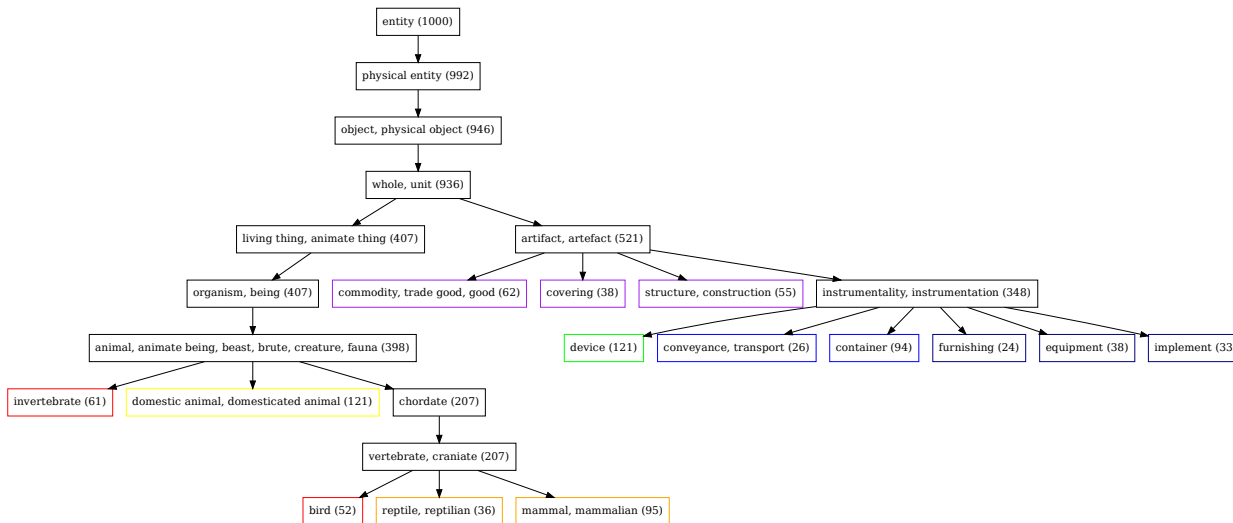 entity (1000)
physical entity (992)
object, physical object (946)
whole, unit (936)
living thing, animate thing (407)
artifact, artefact (521)
organism, being (407)
commodity, trade good, good (62)
covering (38)
structure, construction (55)
instrumentality, instrumentation (348)
animal, animate being, beast, brute, creature, fauna (398)
device (121)
conveyance, transport (26)
container (94)
furnishing (24)
equipment (38)
implement (33
invertebrate (61)
domestic animal, domesticated animal (121)
chordate (207)
vertebrate, craniate (207)
bird (52)
reptile, reptilian (36)
mammal, mammalian (95)